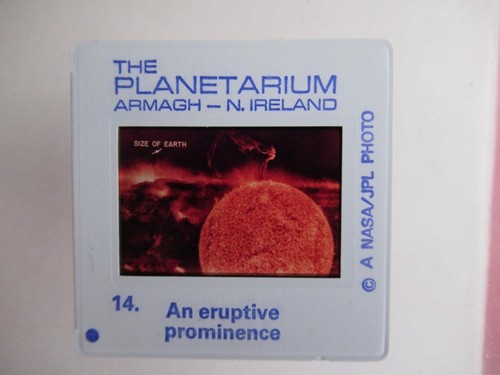 THE
PLANETARIUM
ARMAGH – N. IRELAND
SIZE OF EARTH
© A NASA/JPL PHOTO
14. An eruptive
prominence